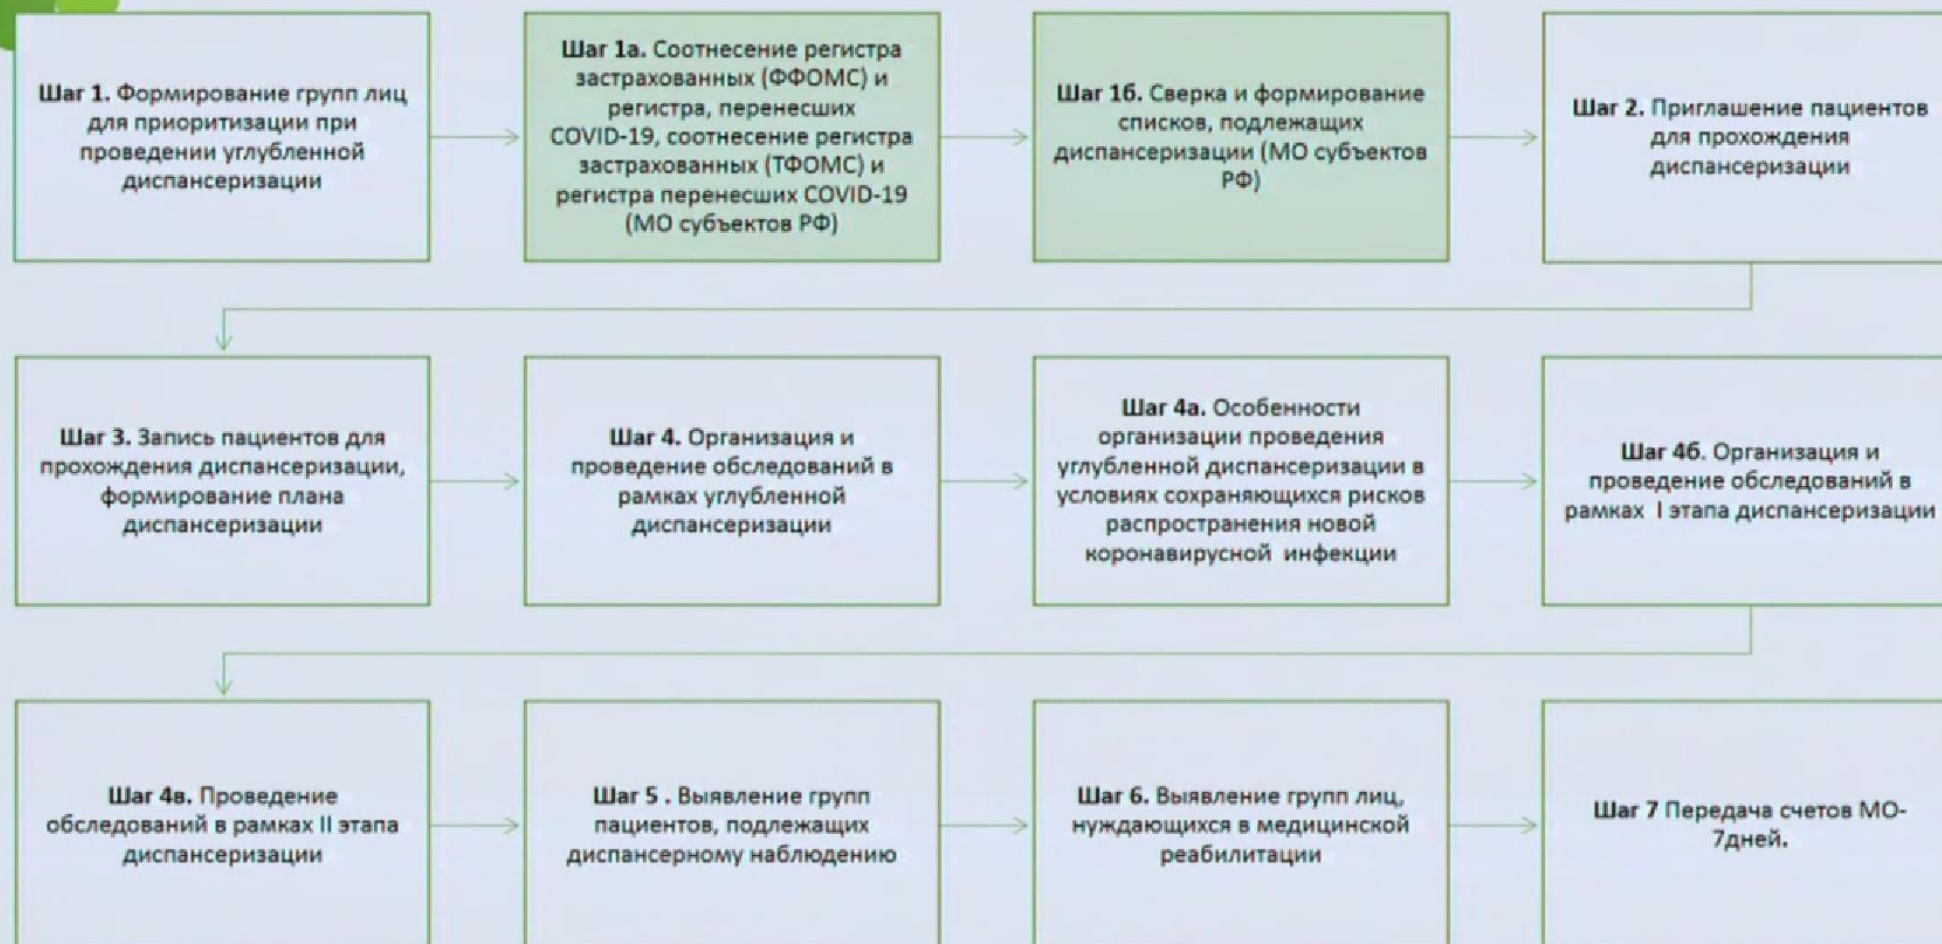 Шаг 1. Формирование групп лиц
для приоритизации при
проведении углубленной
диспансеризации
Шаг 1а. Соотнесение регистра
застрахованных (ФФОМС) и
регистра, перенесших
COVID-19, соотнесение регистра
застрахованных (ТФОМС) и
регистра перенесших COVID-19
(МО субъектов РФ)
Шаг 1б. Сверка и формирование
списков, подлежащих
диспансеризации (МО субъектов
РФ)
Шаг 2. Приглашение пациентов
для прохождения
диспансеризации
Шаг 3. Запись пациентов для
прохождения диспансеризации,
формирование плана
диспансеризации
Шаг 4. Организация и
проведение обследований в
рамках углубленной
диспансеризации
Шаг 4а. Особенности
организации проведения
углубленной диспансеризации в
условиях сохраняющихся рисков
распространения новой
коронавирусной инфекции
Шаг 4б. Организация и
проведение обследований в
рамках I этапа диспансеризации
Шаг 4в. Проведение
обследований в рамках II этапа
диспансеризации
Шаг 5 . Выявление групп
пациентов, подлежащих
диспансерному наблюдению
Шаг 6. Выявление групп лиц,
нуждающихся в медицинской
реабилитации
Шаг 7 Передача счетов МО-
7дней.